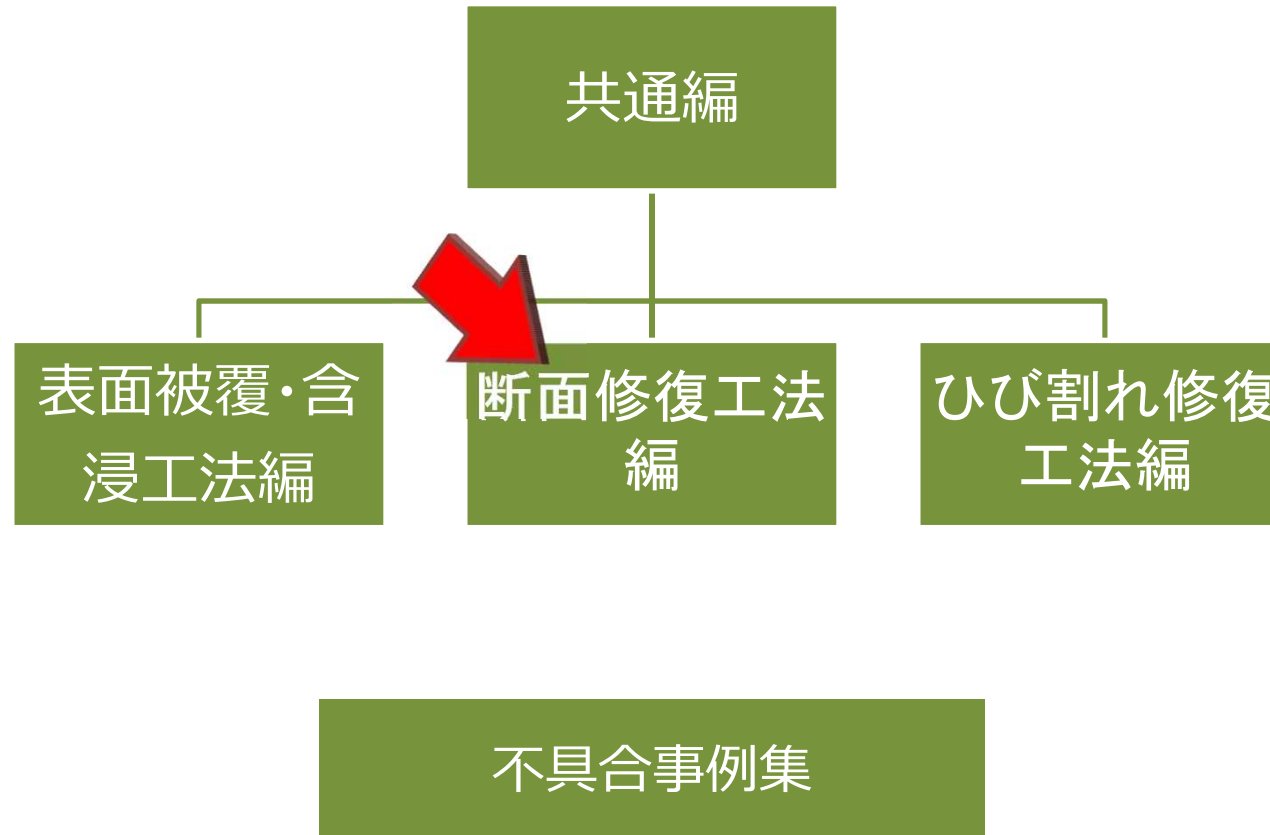 共通編
表面被覆・含
浸工法編
断面修復工法
編
ひび割れ修復
工法編
不具合事例集